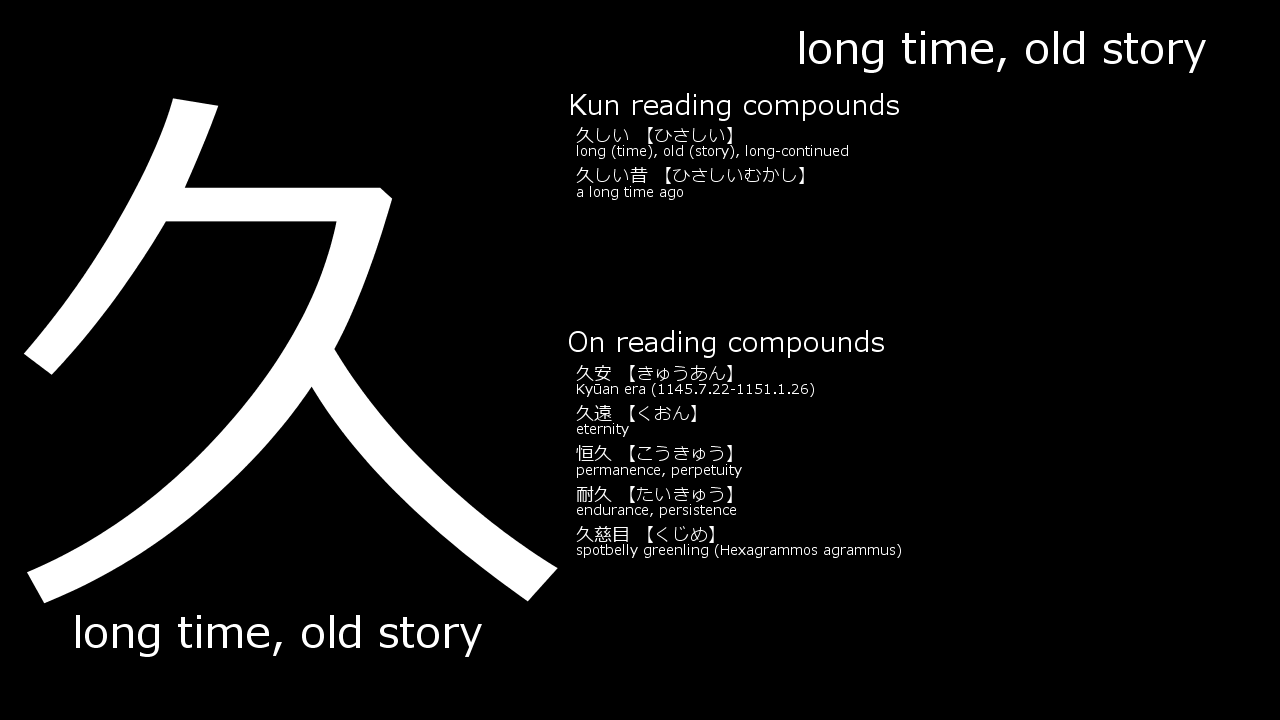 long time, old story
久
long time, old story
Kun reading compounds
久しい 【ひさしい】
long (time), old (story), long-continued
久しい昔 【ひさしいむかし】
a long time ago
On reading compounds
久安 【きゅうあん】
Kyūan era (1145.7.22-1151.1.26)
久遠 【くおん】
eternity
恒久 【こうきゅう】
permanence, perpetuity
耐久 【たいきゅう】
endurance, persistence
久慈目 【くじめ】
spotbelly greenling (Hexagrammos agrammus)